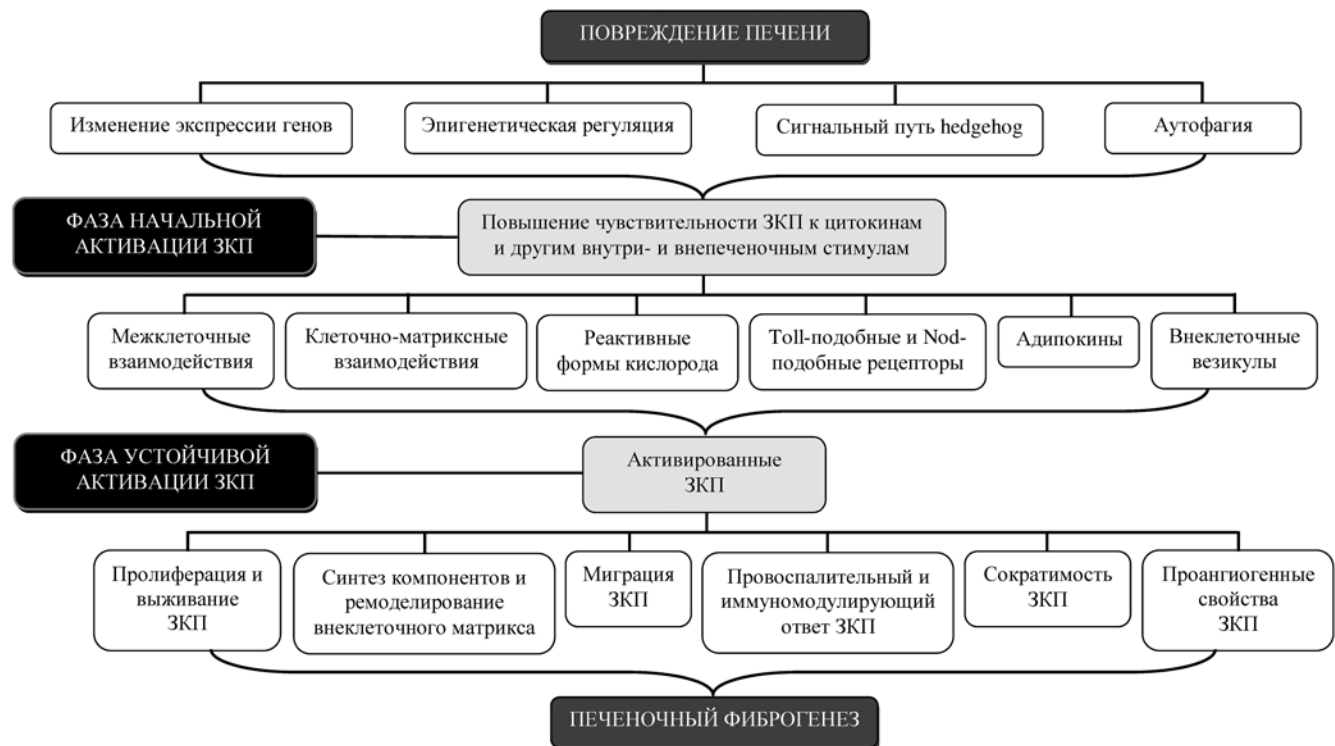 ПОВРЕЖДЕНИЕ ПЕЧЕНИ
Изменение экспрессии генов
Эпигенетическая регуляция
Сигнальный путь hedgehog
Аутофагия
ФАЗА НАЧАЛЬНОЙ
АКТИВАЦИИ ЗКП
Повышение чувствительности ЗКП к цитокинам
и другим внутри- и внепеченочным стимулам
Межклеточные
взаимодействия
Клеточно-матриксные
взаимодействия
Реактивные
формы кислорода
Toll-подобные и Nod-
подобные рецепторы
Адипокины
Внеклеточные
везикулы
ФАЗА УСТОЙЧИВОЙ
АКТИВАЦИИ ЗКП
Активированные
ЗКП
Пролиферация и
выживание
ЗКП
Синтез компонентов и
ремоделирование
внеклеточного матрикса
Миграция
ЗКП
Провоспалительный и
иммуномодулирующий
ответ ЗКП
Сократимость
ЗКП
Проангиогенные
свойства
ЗКП
ПЕЧЕНОЧНЫЙ ФИБРОГЕНЕЗ